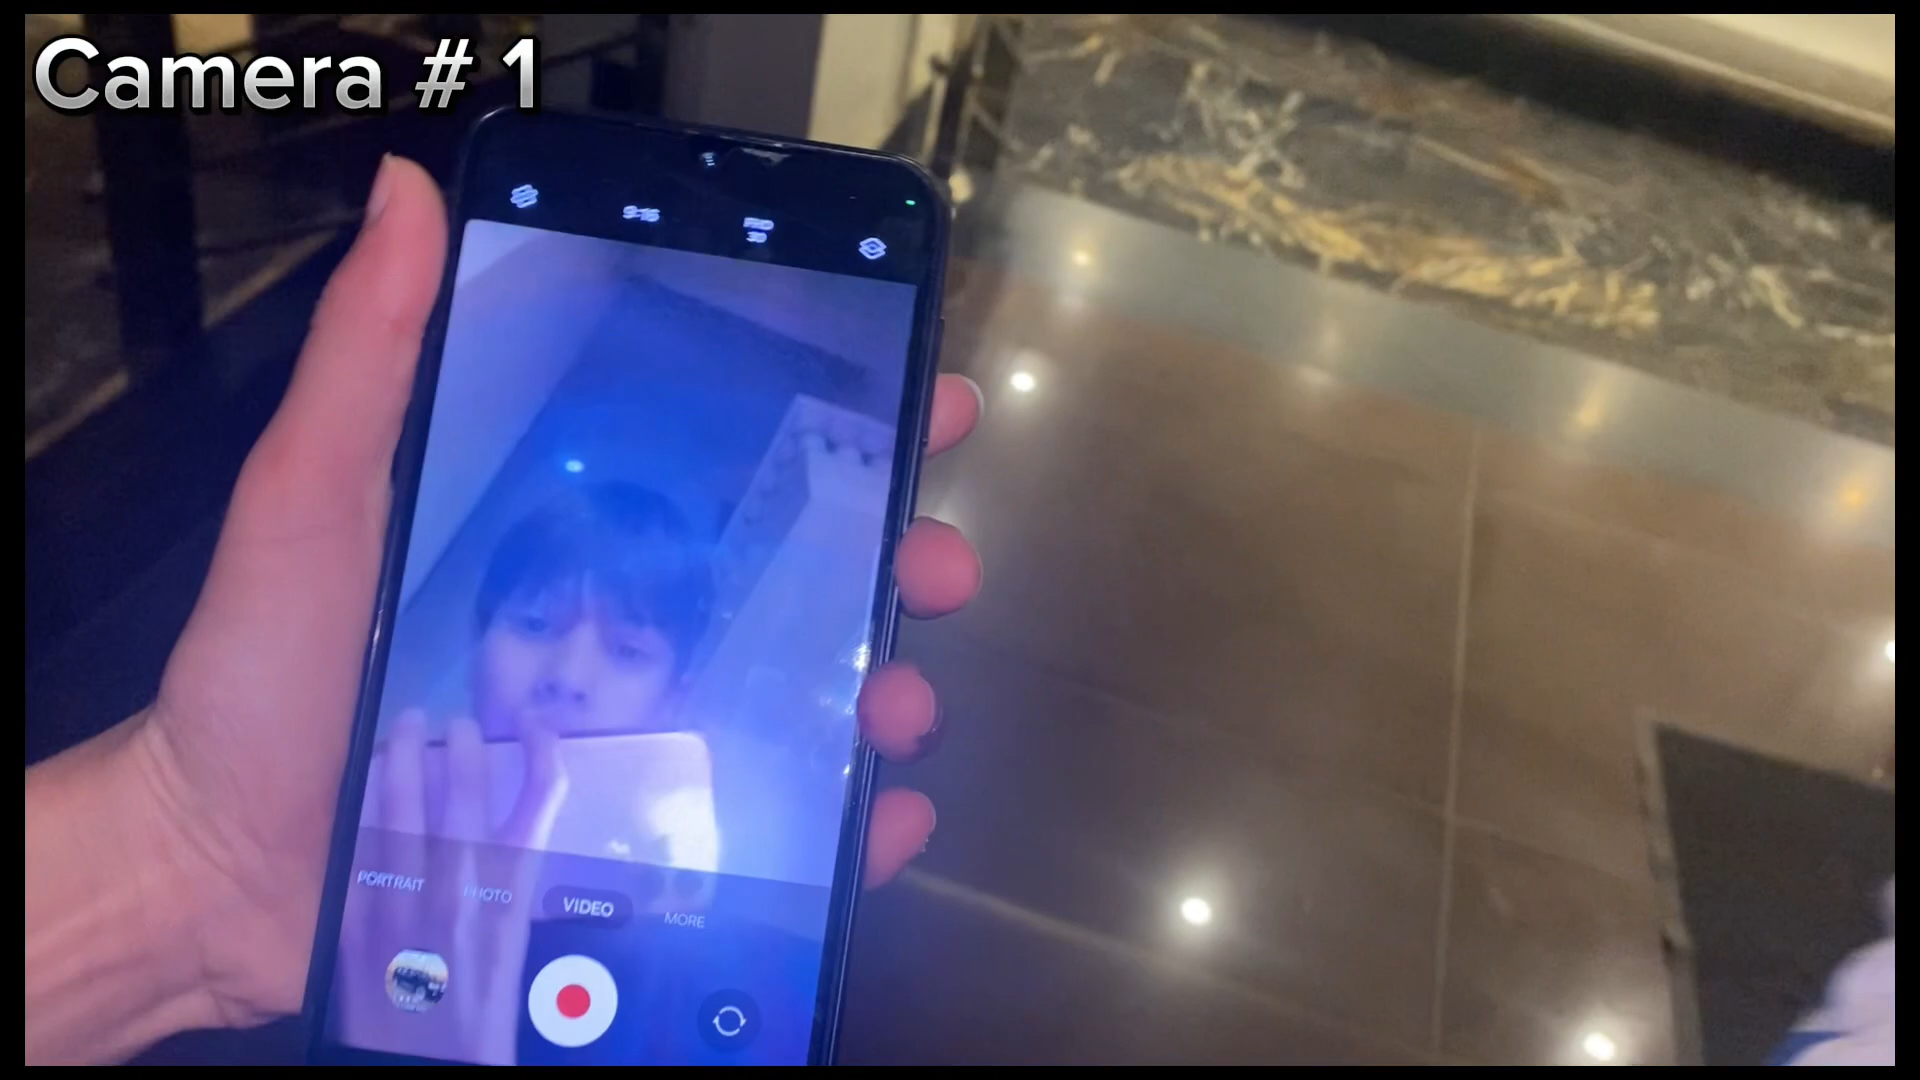 Camera # 1
9:16
FHD
30
PORTRAIT PHOTO VIDEO MORE